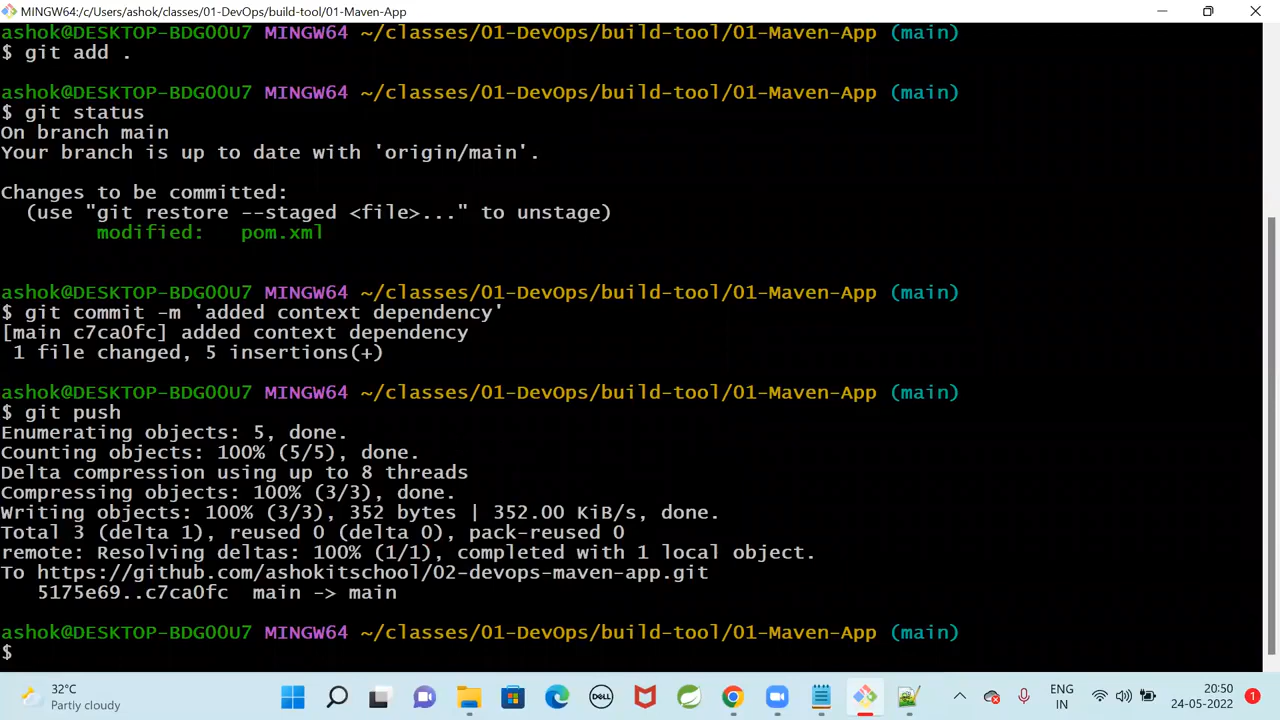 MINGW64:/c/Users/ashok/classes/01-DevOps/build-tool/01-Maven-App
ashok@DESKTOP-BDG0OU7 MINGW64 ~/classes/01-DevOps/build-tool/01-Maven-App (main)
$ git add .
ashok@DESKTOP-BDG0OU7 MINGW64 ~/classes/01-DevOps/build-tool/01-Maven-App (main)
$ git status
On branch main
Your branch is up to date with 'origin/main'.
Changes to be committed:
(use "git restore --staged <file>..." to unstage)
modified:   pom.xml
ashok@DESKTOP-BDG0OU7 MINGW64 ~/classes/01-DevOps/build-tool/01-Maven-App (main)
$ git commit -m 'added context dependency'
[main c7ca0fc] added context dependency
1 file changed, 5 insertions(+)
ashok@DESKTOP-BDG0OU7 MINGW64 ~/classes/01-DevOps/build-tool/01-Maven-App (main)
$ git push
Enumerating objects: 5, done.
Counting objects: 100% (5/5), done.
Delta compression using up to 8 threads
Compressing objects: 100% (3/3), done.
Writing objects: 100% (3/3), 352 bytes | 352.00 KiB/s, done.
Total 3 (delta 1), reused 0 (delta 0), pack-reused 0
remote: Resolving deltas: 100% (1/1), completed with 1 local object.
To https://github.com/ashokitschool/02-devops-maven-app.git
5175e69..c7ca0fc  main -> main
ashok@DESKTOP-BDG0OU7 MINGW64 ~/classes/01-DevOps/build-tool/01-Maven-App (main)
$
32°C
Partly cloudy
DELL
ENG
IN
20:50
24-05-2022
1